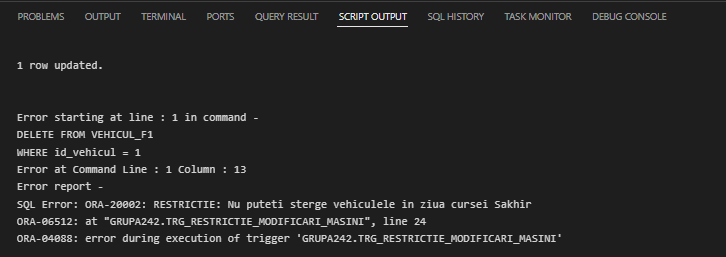 PROBLEMS OUTPUT TERMINAL PORTS QUERY RESULT SCRIPT OUTPUT SQL HISTORY TASK MONITOR DEBUG CONSOLE
1 row updated.
Error starting at line : 1 in command -
DELETE FROM VEHICUL_F1
WHERE id_vehicul = 1
Error at Command Line : 1 Column : 13
Error report -
SQL Error: ORA-20002: RESTRICTIE: Nu puteti sterge vehiculele in ziua cursei Sakhir
ORA-06512: at "GRUPA242.TRG_RESTRICTIE_MODIFICARI_MASINI", line 24
ORA-04088: error during execution of trigger 'GRUPA242.TRG_RESTRICTIE_MODIFICARI_MASINI'